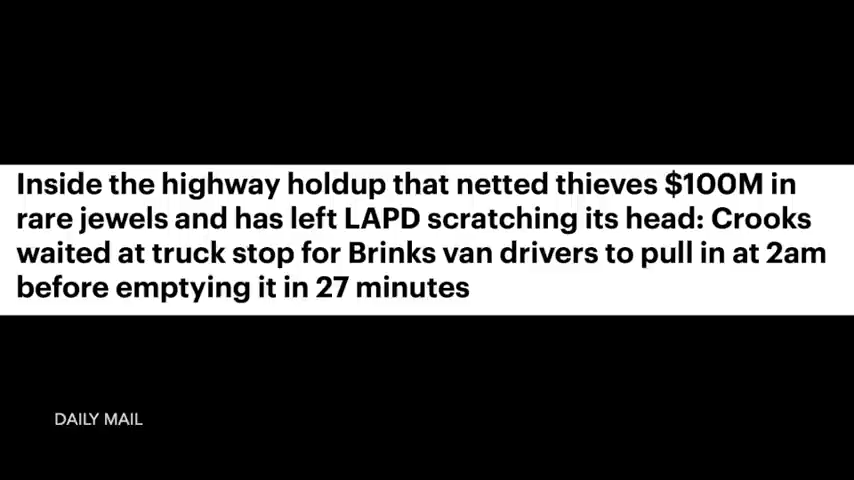 Inside the highway holdup that netted thieves $100M in
rare jewels and has left LAPD scratching its head: Crooks
waited at truck stop for Brinks van drivers to pull in at 2am
before emptying it in 27 minutes
DAILY MAIL